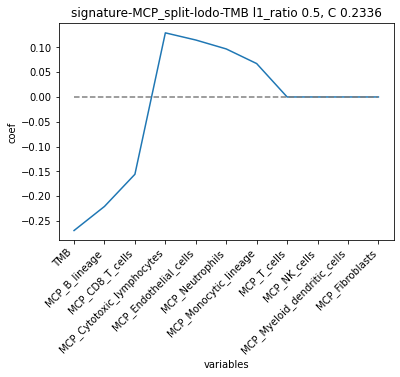 signature-MCP_split-lodo-TMB l1_ratio 0.5, C 0.2336
0.10
0.05
0.00
−0.05
−0.10
−0.15
−0.20
−0.25
coef
TMB
MCP_B_lineage
MCP_CD8_T_cells
MCP_Cytotoxic_lymphocytes
MCP_Endothelial_cells
MCP_Neutrophils
MCP_Monocytic_lineage
MCP_T_cells
MCP_NK_cells
MCP_Myeloid_dendritic_cells
MCP_Fibroblasts
variables